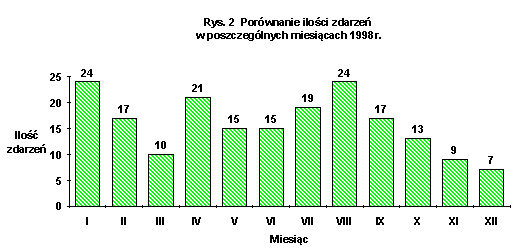 Rys. 2 Porównanie ilości zdarzeń
w poszczególnych miesiącach 1998r.
24 17 10 21 15 15 19 24 17 13 9 7
Ilość
zdarzeń
25
20
15
10
5
0
I II III IV V VI VII VIII IX X XI XII
Miesiąc